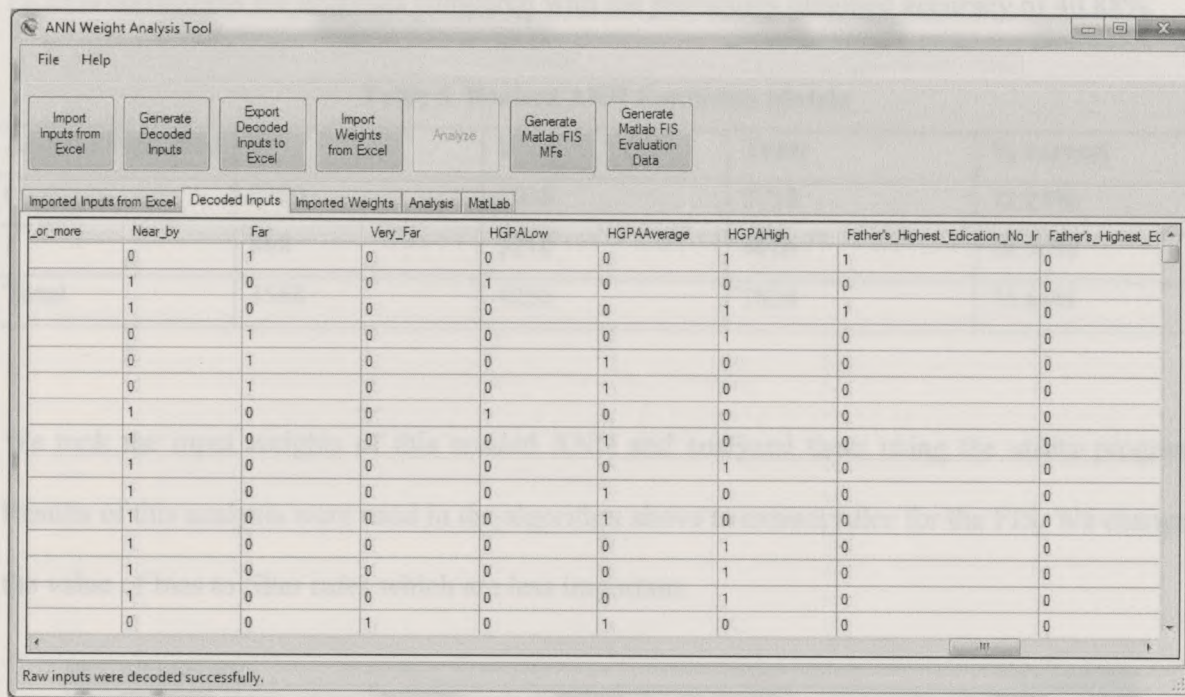 ANN Weight Analysis Tool
File Help
Import Inputs from Excel
Generate Decoded Inputs
Export Decoded Inputs to Excel
Import Weights from Excel
Analyze
Generate Matlab FIS MFs
Generate Matlab FIS Evaluation Data
Imported Inputs from Excel Decoded Inputs Imported Weights Analysis MatLab
_or_more Near_by Far Very_Far HGPALow HGPAAverage HGPAHigh Father's_Highest_Edication_No_Ir Father's_Highest_Ec
0 1 0 0 0 1 1 0
1 0 0 1 0 0 0 0
1 0 0 0 0 1 1 0
0 1 0 0 0 1 0 0
0 1 0 0 1 0 0 0
0 1 0 0 1 0 0 0
1 0 0 1 0 0 0 0
1 0 0 0 0 0 0 0
1 0 0 0 0 1 0 0
1 0 0 0 1 0 0 0
1 0 0 0 0 0 0 0
1 0 0 0 0 1 0 0
1 0 0 0 0 1 0 0
1 0 0 0 0 1 0 0
0 0 1 0 1 0 0 0
Raw inputs were decoded successfully.